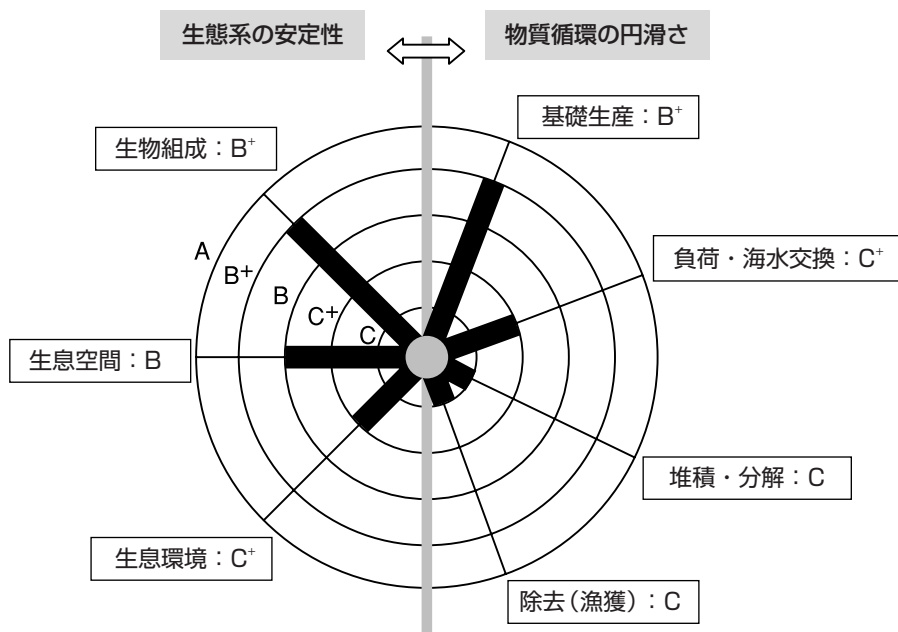 生態系の安定性
物質循環の円滑さ
基礎生産：B⁺
生物組成：B⁺
負荷・海水交換：C⁺
A
B+
B
C+
C
生息空間：B
堆積・分解：C
生息環境：C⁺
除去（漁獲）：C